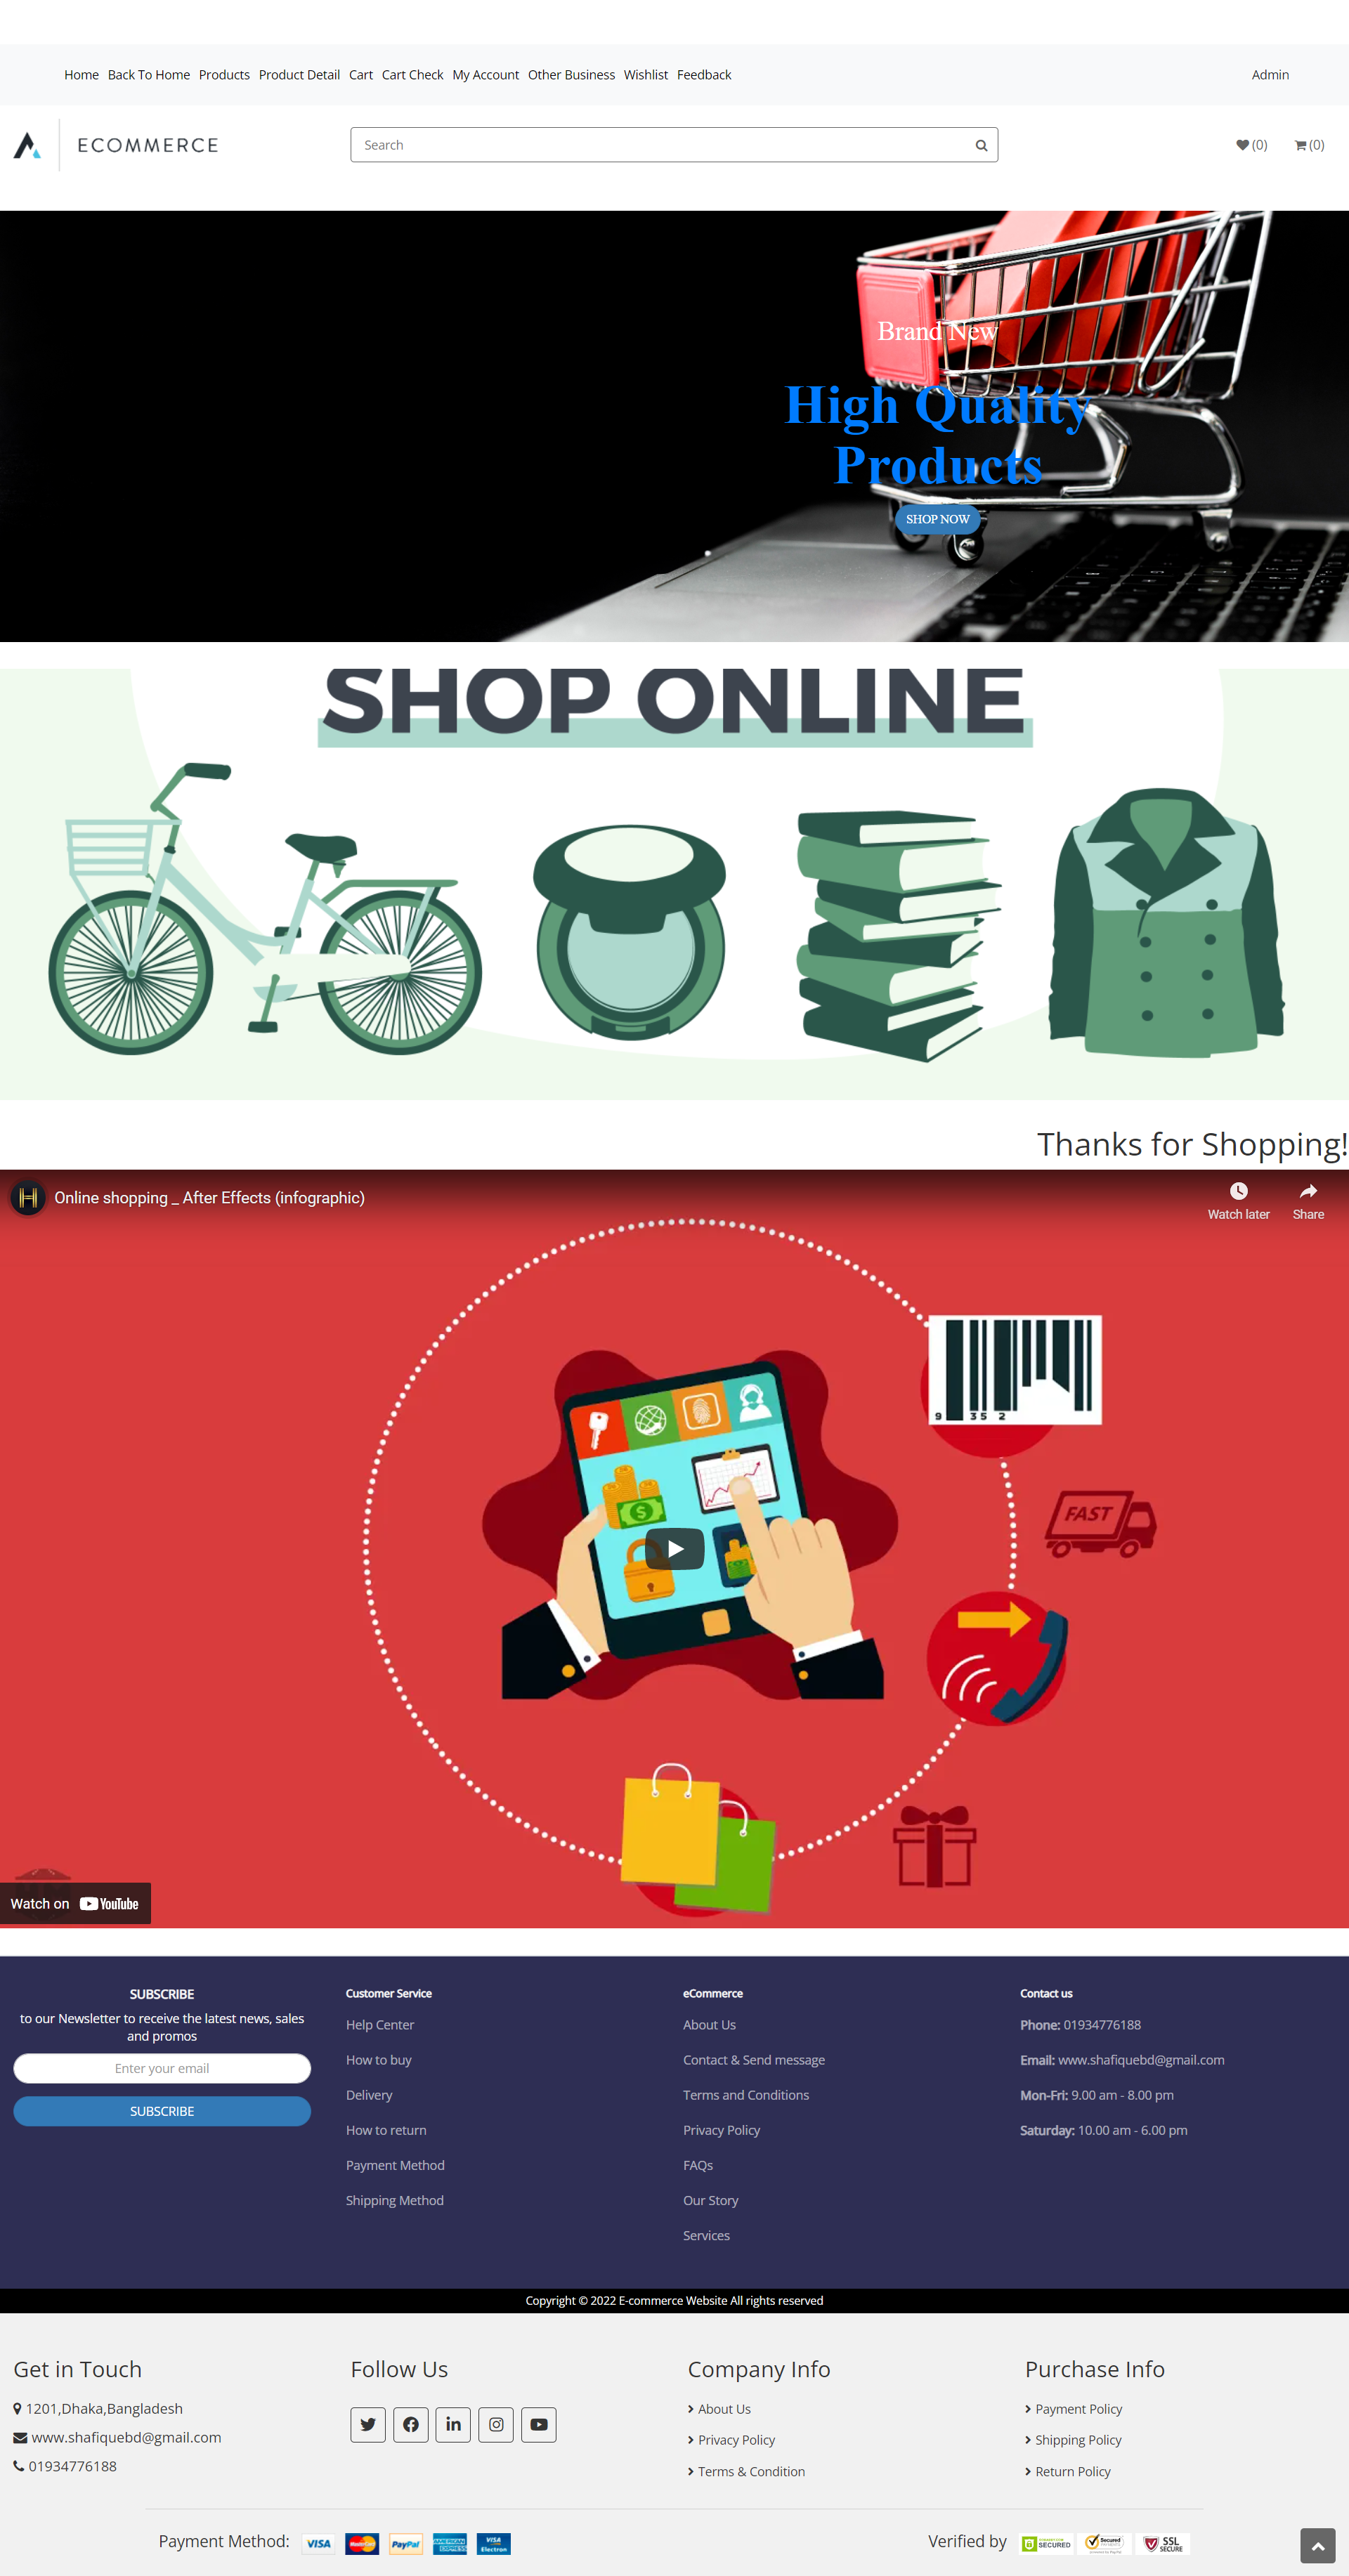 Home Back To Home Products Product Detail Cart Cart Check My Account Other Business Wishlist Feedback Admin
ECOMMERCE
Search
(0) (0)
Brand New
High Quality
Products
SHOP NOW
SHOP ONLINE
Thanks for Shopping!
Online shopping _ After Effects (infographic)
Watch later Share
9 352
FAST
Watch on YouTube
SUBSCRIBE
to our Newsletter to receive the latest news, sales
and promos
Enter your email
SUBSCRIBE
Customer Service
Help Center
How to buy
Delivery
How to return
Payment Method
Shipping Method
eCommerce
About Us
Contact & Send message
Terms and Conditions
Privacy Policy
FAQs
Our Story
Services
Contact us
Phone: 01934776188
Email: www.shafiquebd@gmail.com
Mon-Fri: 9.00 am - 8.00 pm
Saturday: 10.00 am - 6.00 pm
Copyright © 2022 E-commerce Website All rights reserved
Get in Touch
1201,Dhaka,Bangladesh
www.shafiquebd@gmail.com
01934776188
Follow Us
Company Info
About Us
Privacy Policy
Terms & Condition
Purchase Info
Payment Policy
Shipping Policy
Return Policy
Payment Method: VISA MasterCard PayPal AMERICAN EXPRESS VISA Electron
Verified by SECURED Secured SSL SECURE